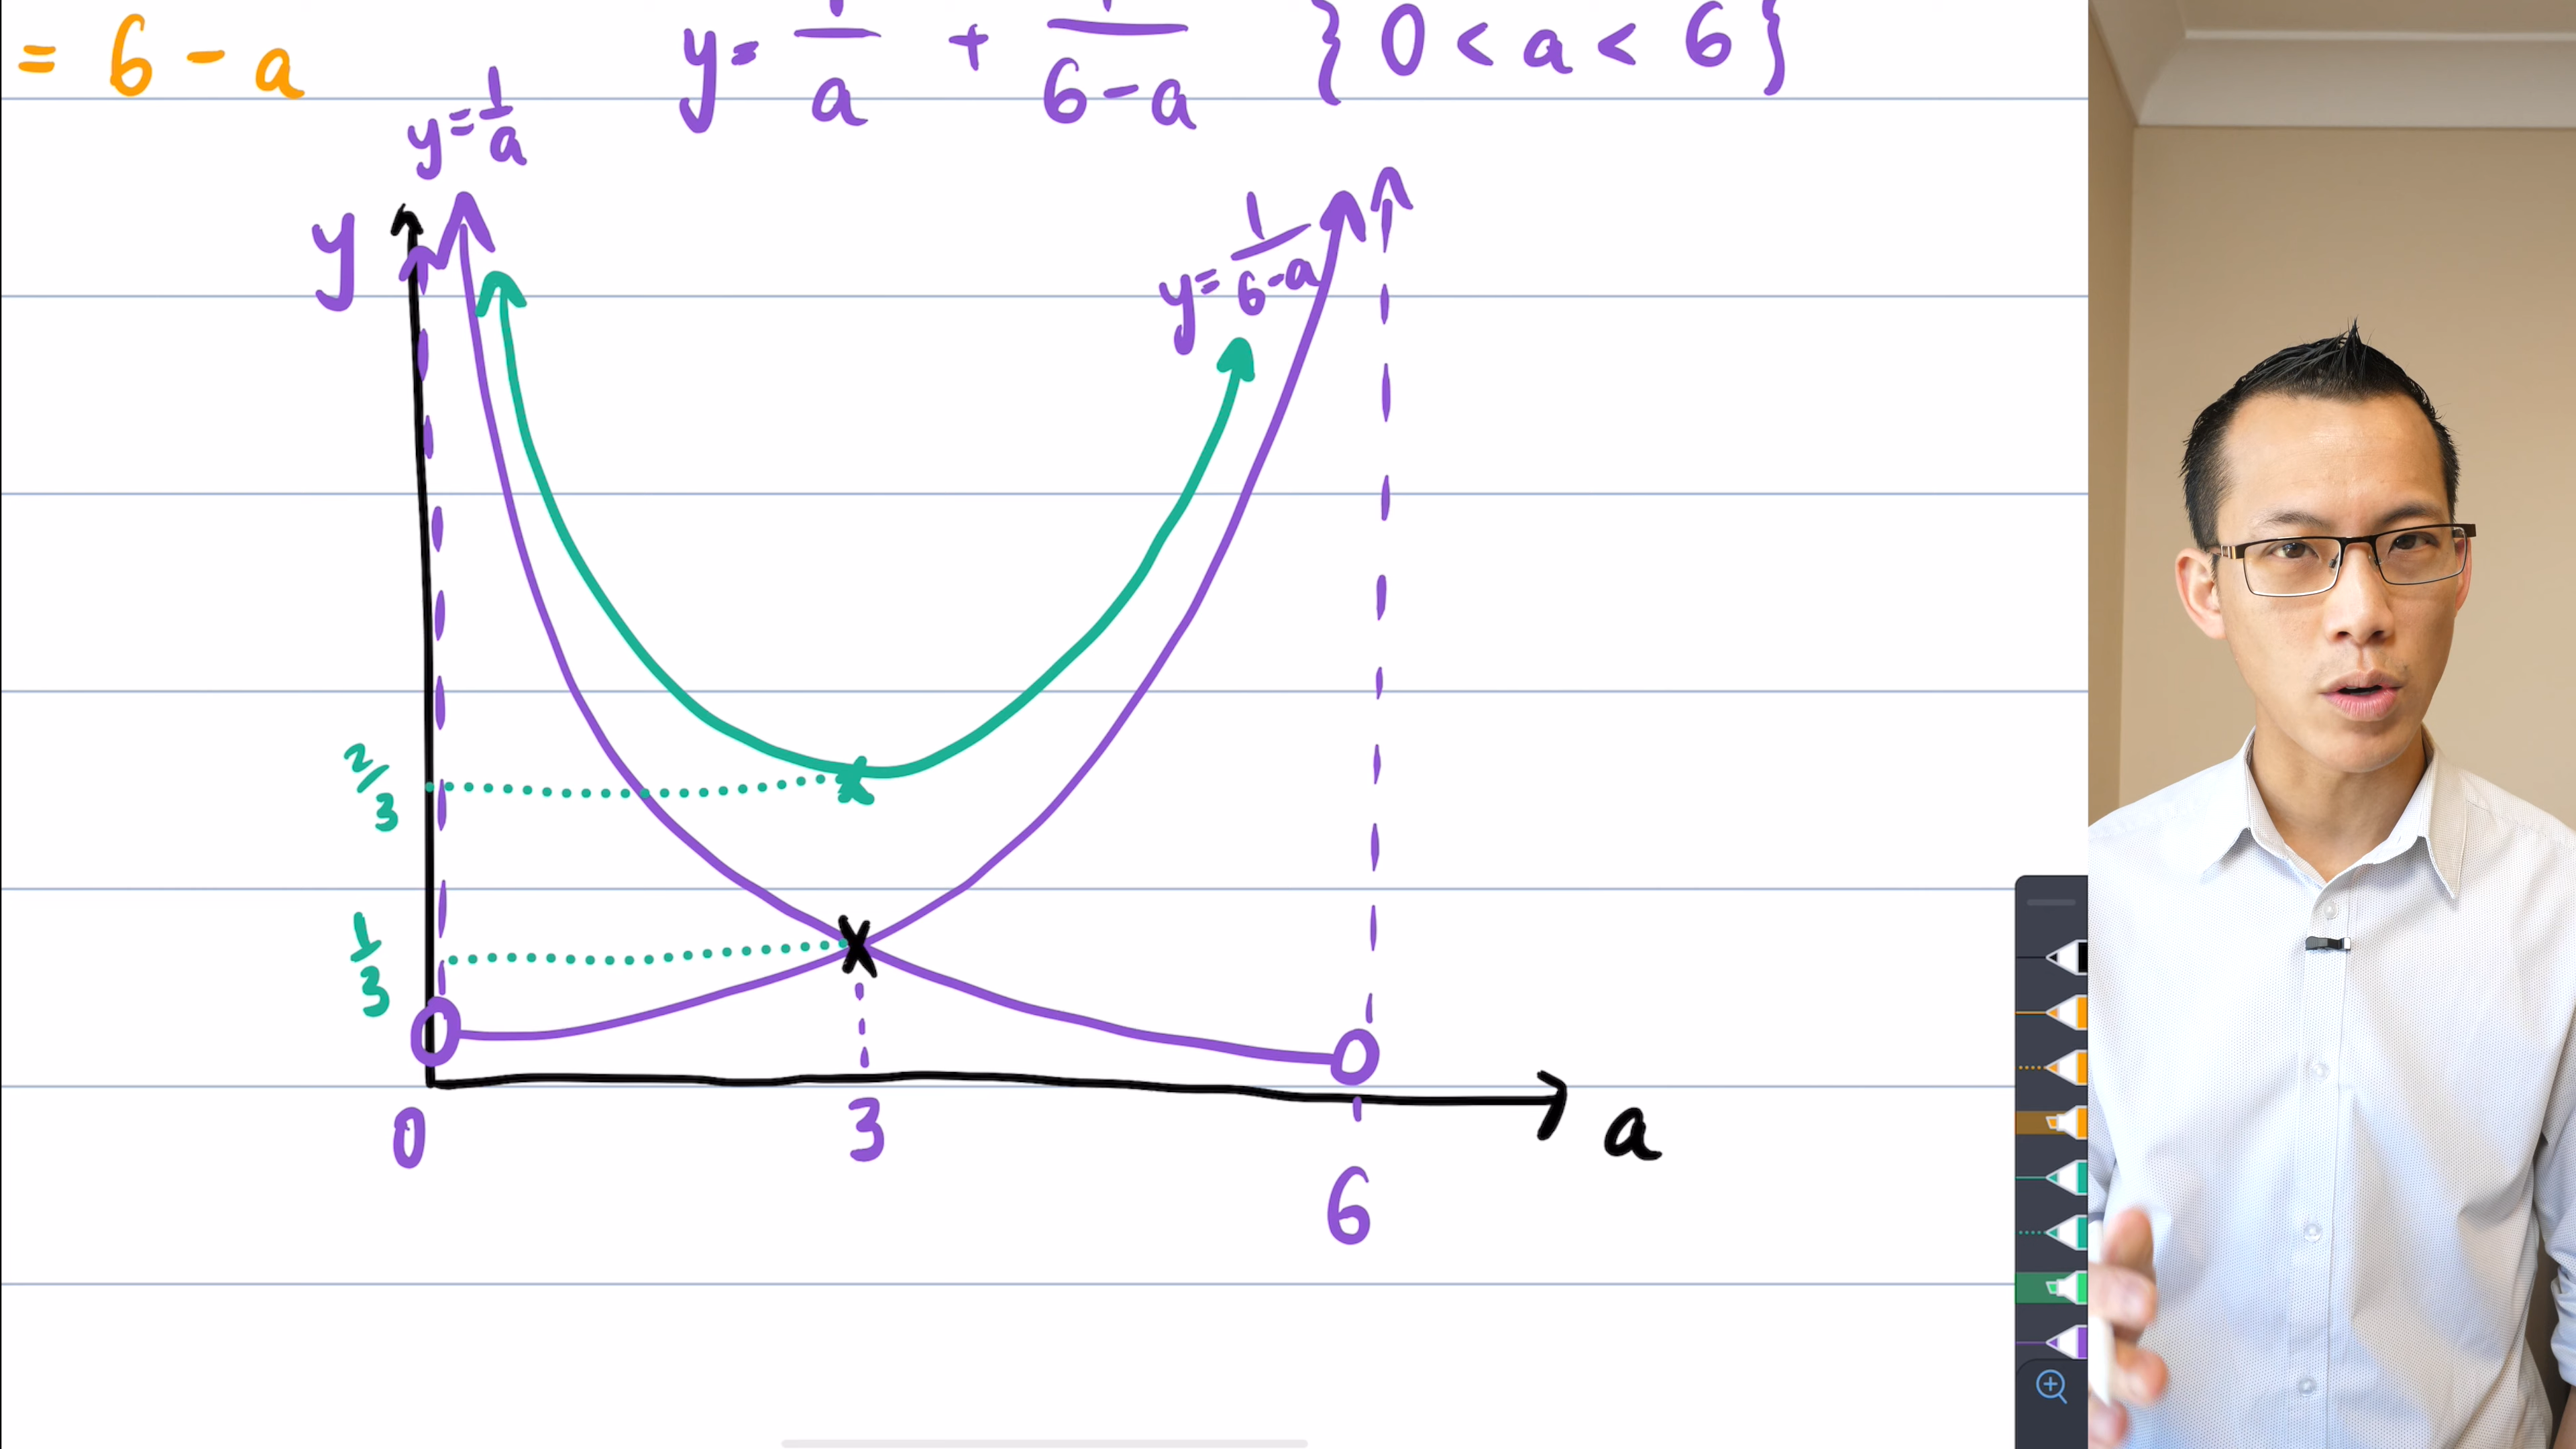 = 6 - a
y = 1/a + 1/(6-a) { 0 < a < 6 }
y = 1/a
y
y = 1/(6-a)
2/3
1/3
0
3
6
a